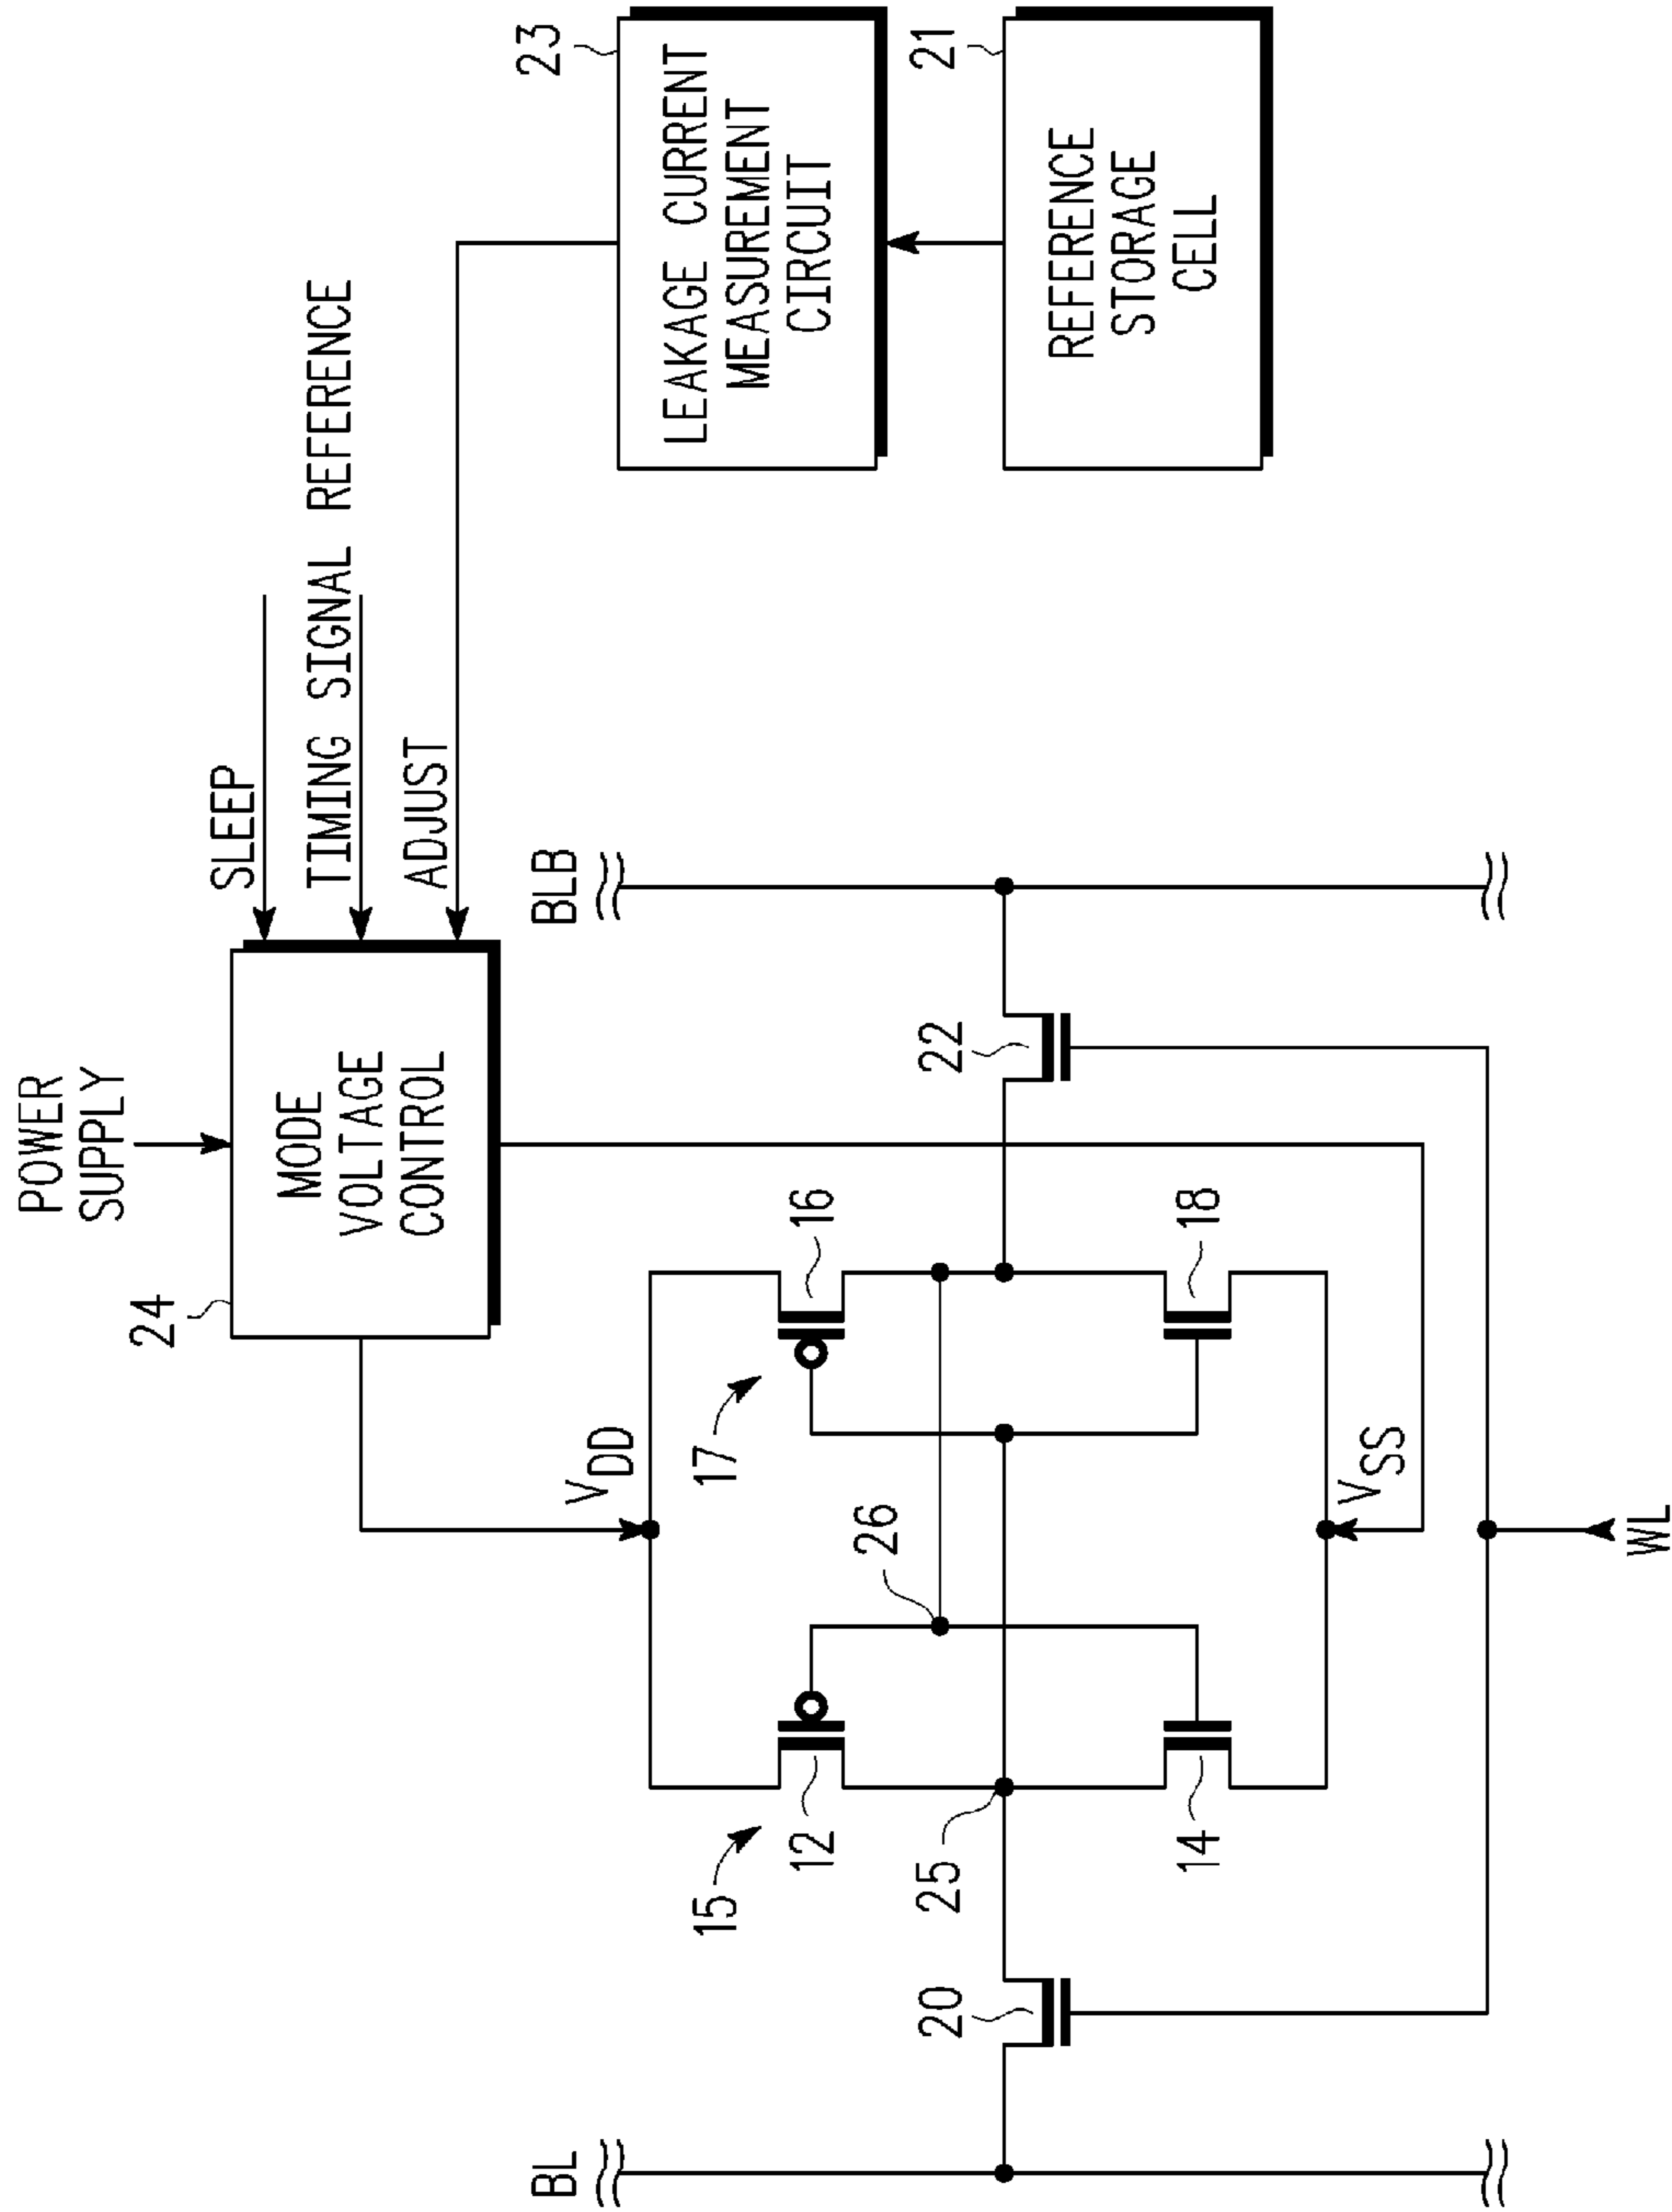 POWER
SUPPLY
24
MODE
VOLTAGE
CONTROL
SLEEP
TIMING SIGNAL REFERENCE
ADJUST
23
LEAKAGE CURRENT
MEASUREMENT
CIRCUIT
21
REFERENCE
STORAGE
CELL
BL
BLB
VDD
15
12
17
16
26
20
25
22
14
18
VSS
WL